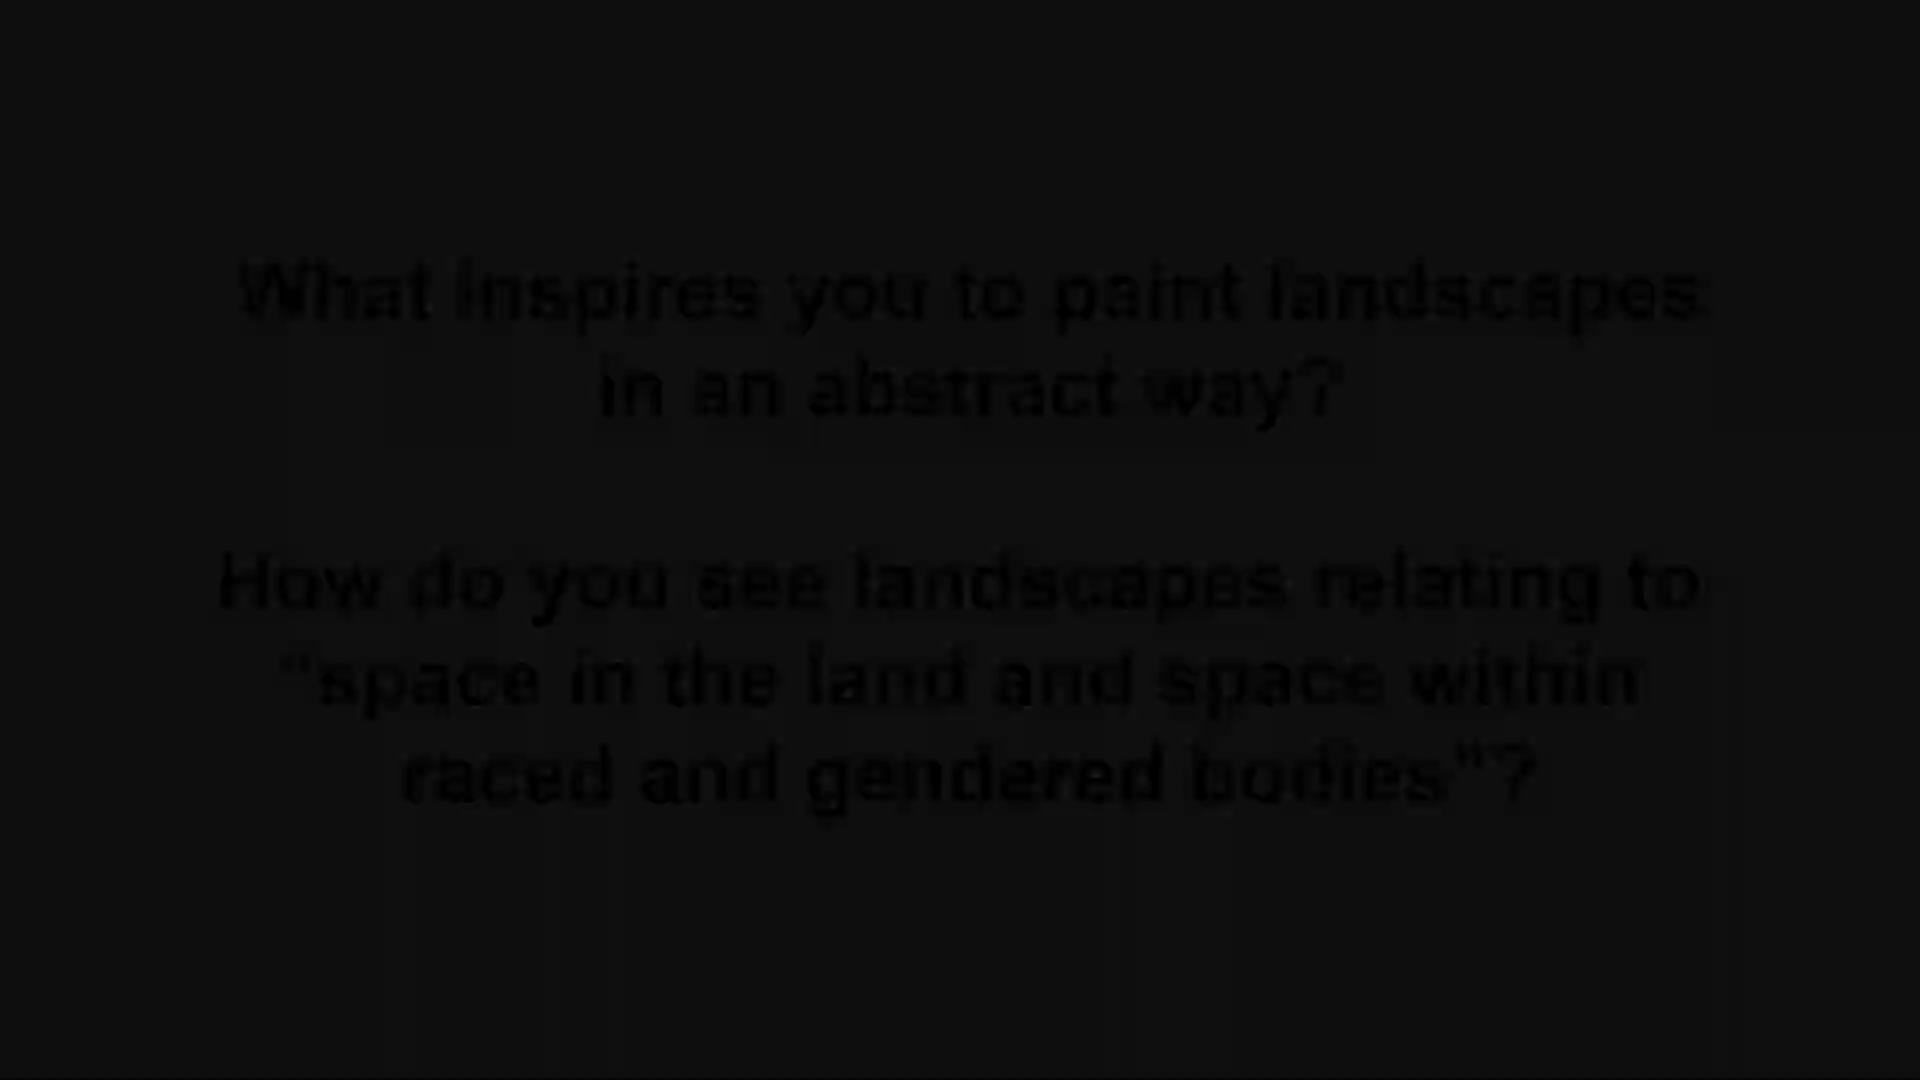 What inspires you to paint landscapes
in an abstract way?
How do you see landscapes relating to
"space in the land and space within
raced and gendered bodies"?